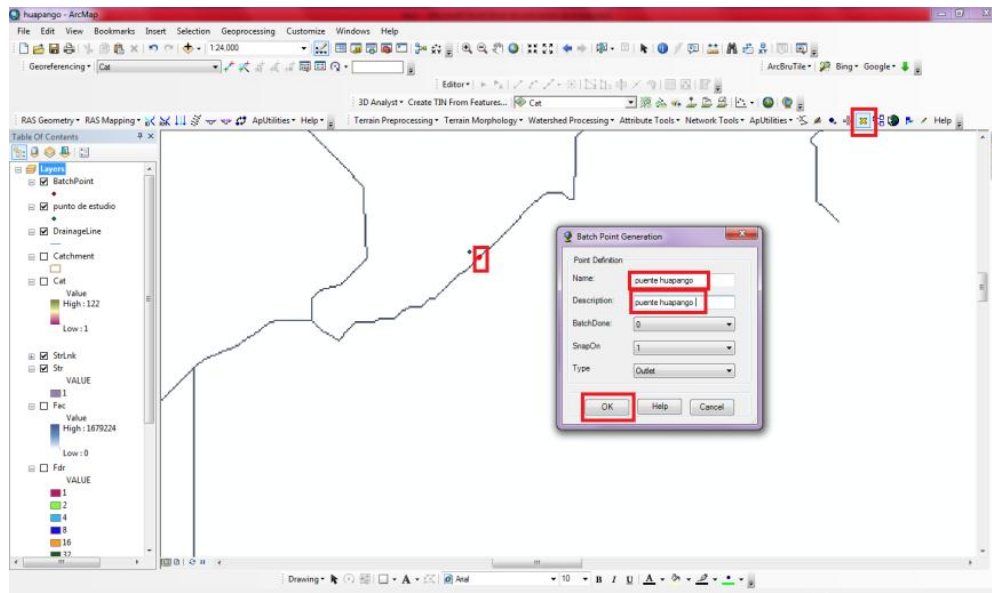 huapango - ArcMap
File Edit View Bookmarks Insert Selection Geoprocessing Customize Windows Help
1:24,000
Georeferencing Cat
ArcBruTile Bing Google
Editor
3D Analyst Create TIN From Features... Cat
RAS Geometry RAS Mapping ApUtilities Help Terrain Preprocessing Terrain Morphology Watershed Processing Attribute Tools Network Tools ApUtilities Help
Table Of Contents
Layers
BatchPoint
punto de estudio
DrainageLine
Catchment
Cat
Value
High : 122
Low : 1
StrLnk
Str
VALUE
1
Fac
Value
High : 1679224
Low : 0
Fdr
VALUE
1
2
4
8
16
32
Batch Point Generation
Point Definition
Name: puente huapango
Description: puente huapango
BatchDone: 0
SnapOn 1
Type Outlet
OK Help Cancel
Drawing A Arial 10 B I U A